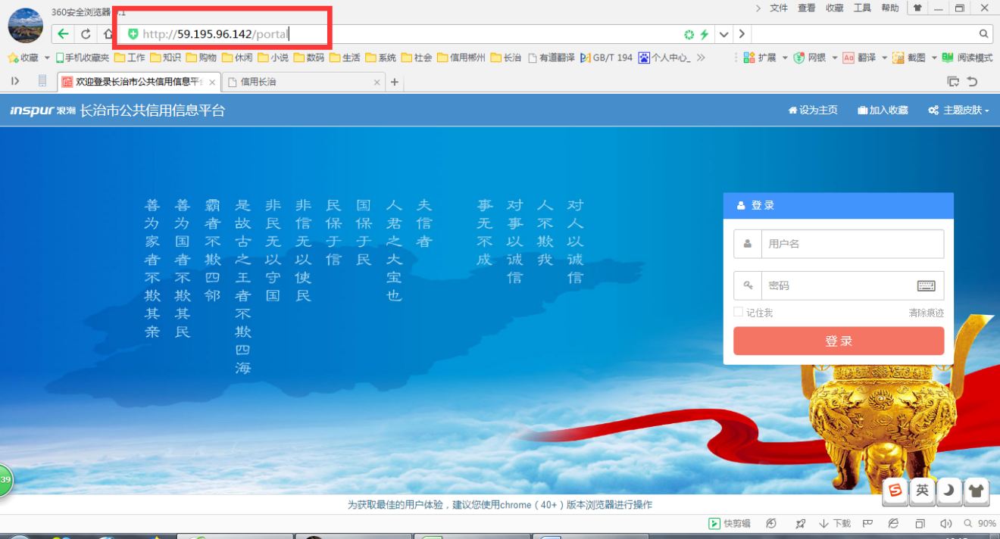 360安全浏览器 9.1
文件 查看 收藏 工具 帮助
http://59.195.96.142/portal
收藏 手机收藏夹 工作 知识 购物 休闲 小说 数码 生活 系统 社会 信用郴州 长治 有道翻译 GB/T 194 个人中心_ 扩展 网银 翻译 截图 阅读模式
欢迎登录长治市公共信用信息平台 信用长治
inspur 浪潮 长治市公共信用信息平台
设为主页 加入收藏 主题皮肤
对人以诚信
人不欺我
对事以诚信
事无不成
夫信者
人君之大宝也
国保于民
民保于信
非信无以使民
非民无以守国
是故古之王者不欺四海
霸者不欺四邻
善为国者不欺其民
善为家者不欺其亲
登录
用户名
密码
记住我 清除痕迹
登 录
39
英
为获取最佳的用户体验，建议您使用chrome（40+）版本浏览器进行操作
快剪辑 下载 90%